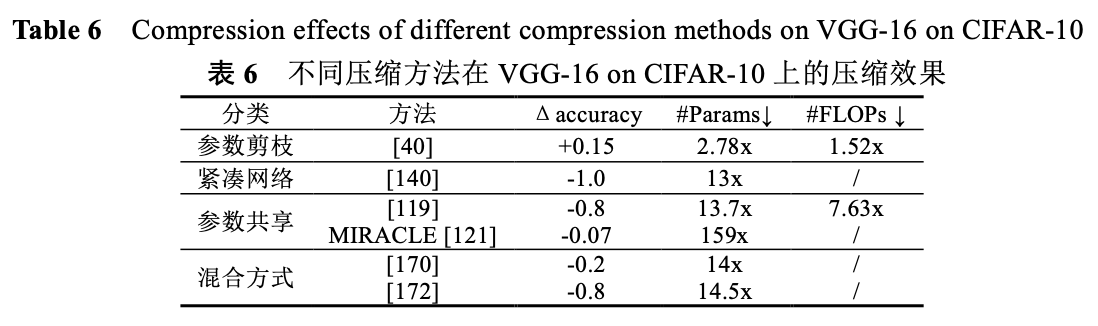 Table 6 Compression effects of different compression methods on VGG-16 on CIFAR-10
表 6 不同压缩方法在 VGG-16 on CIFAR-10 上的压缩效果
分类 方法 Δ accuracy #Params↓ #FLOPs ↓
参数剪枝 [40] +0.15 2.78x 1.52x
紧凑网络 [140] -1.0 13x /
参数共享 [119] -0.8 13.7x 7.63x
MIRACLE [121] -0.07 159x /
混合方式 [170] -0.2 14x /
[172] -0.8 14.5x /